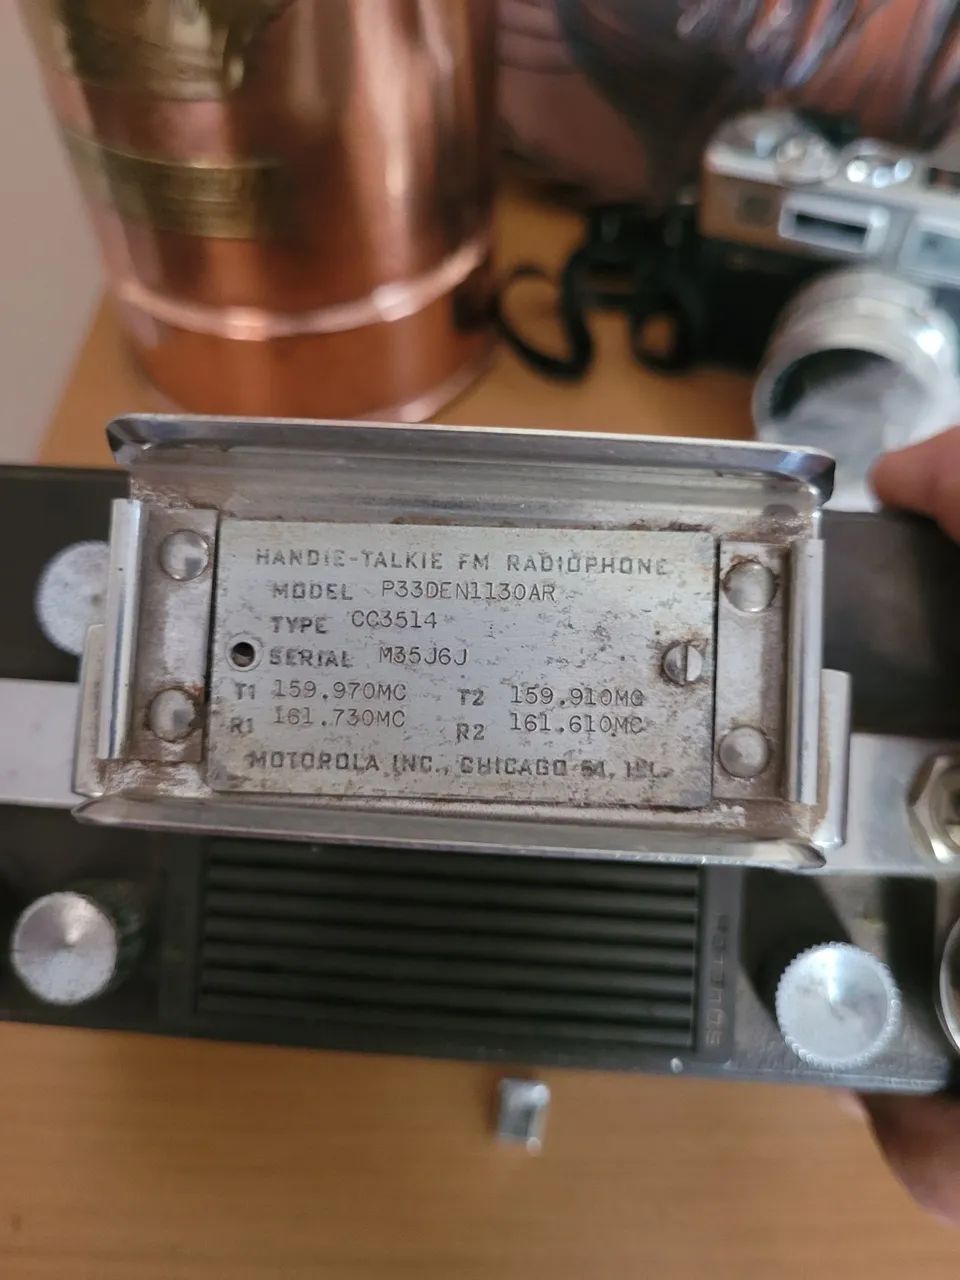 HANDIE-TALKIE FM RADIOPHONE
MODEL P33DEN1130AR
TYPE CC3514
SERIAL M35J6J
T1 159.970MC T2 159.910MC
R1 161.730MC R2 161.610MC
MOTOROLA INC., CHICAGO 51, ILL.
SQUELCH